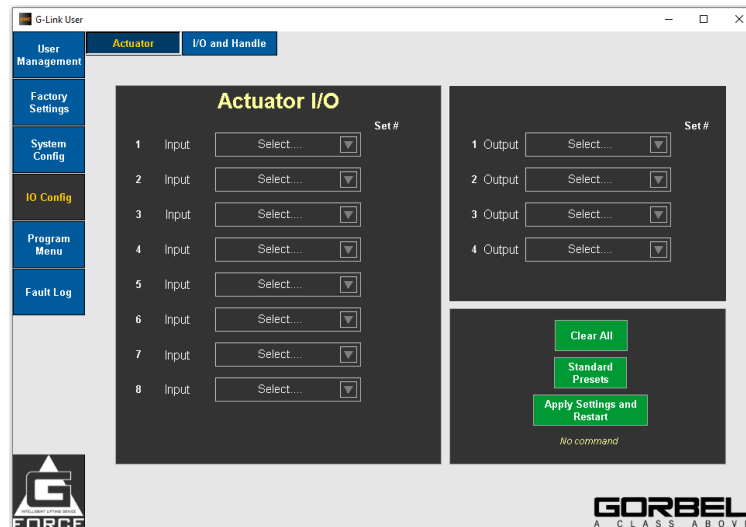 G-Link User
User
Management
Factory
Settings
System
Config
IO Config
Program
Menu
Fault Log
Actuator
I/O and Handle
Actuator I/O
Set #
1 Input Select....
2 Input Select....
3 Input Select....
4 Input Select....
5 Input Select....
6 Input Select....
7 Input Select....
8 Input Select....
Set #
1 Output Select....
2 Output Select....
3 Output Select....
4 Output Select....
Clear All
Standard
Presets
Apply Settings and
Restart
No command
G
INTELLIGENT LIFTING DEVICE
FORCE
GORBEL
A CLASS ABOVE